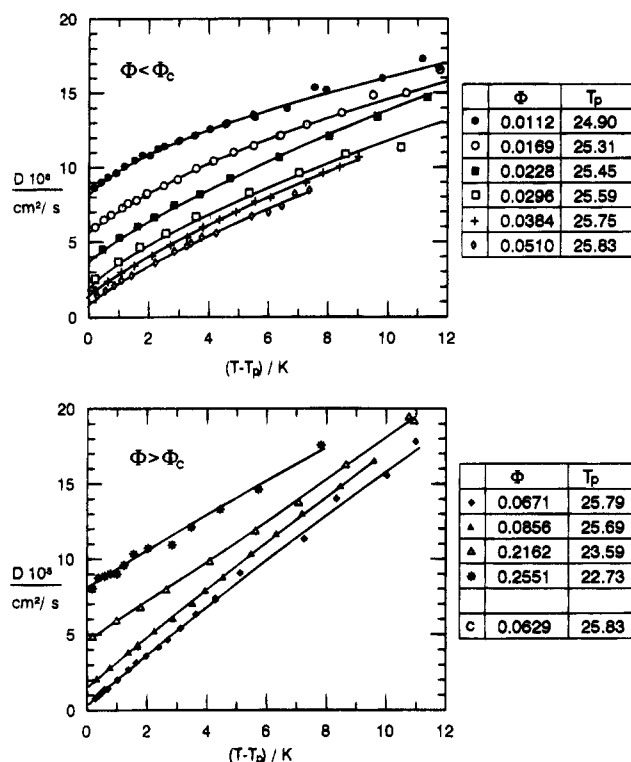 20
Φ<Φc
15
10
D 10⁸
cm²/ s
5
0
0 2 4 6 8 10 12
(T-Tp) / K
Φ Tp
● 0.0112 24.90
○ 0.0169 25.31
■ 0.0228 25.45
□ 0.0296 25.59
+ 0.0384 25.75
◊ 0.0510 25.83
20
Φ>Φc
15
10
D 10⁸
cm²/ s
5
0
0 2 4 6 8 10 12
(T-Tp) / K
Φ Tp
♦ 0.0671 25.79
▲ 0.0856 25.69
△ 0.2162 23.59
✱ 0.2551 22.73
C 0.0629 25.83